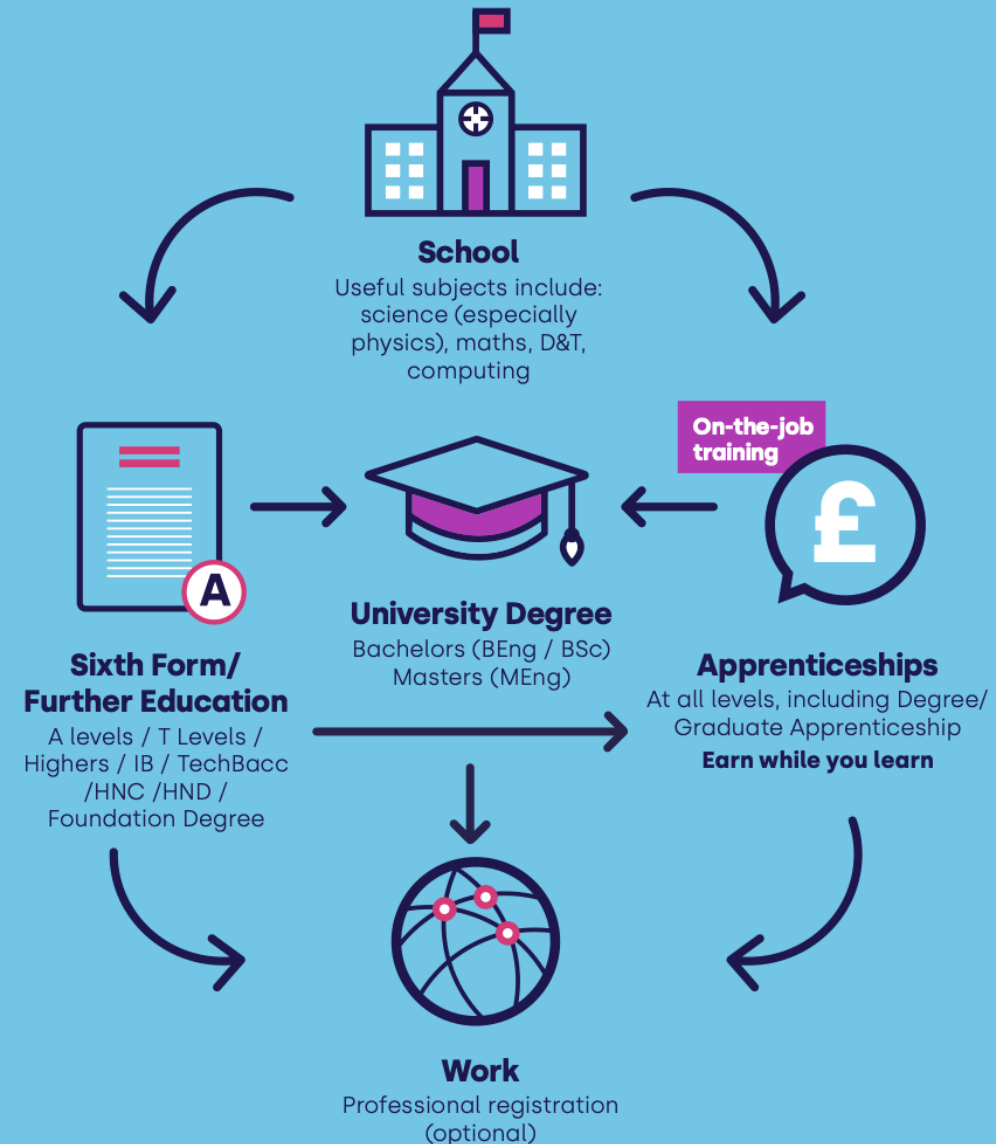 School
Useful subjects include:
science (especially
physics), maths, D&T,
computing
On-the-job
training
£
A
University Degree
Bachelors (BEng / BSc)
Masters (MEng)
Sixth Form/
Further Education
A levels / T Levels /
Highers / IB / TechBacc
/HNC /HND /
Foundation Degree
Apprenticeships
At all levels, including Degree/
Graduate Apprenticeship
Earn while you learn
Work
Professional registration
(optional)